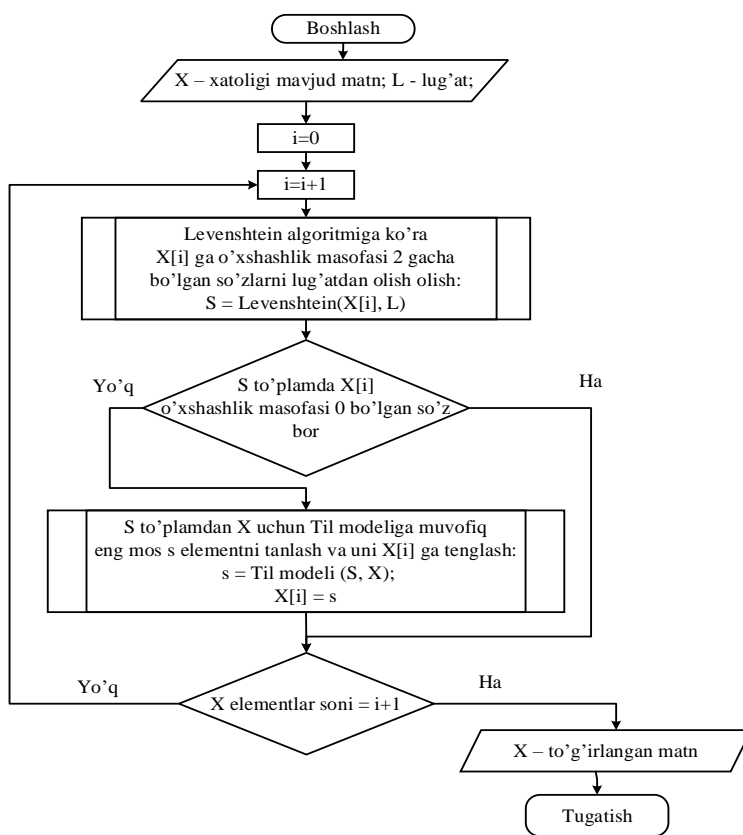 Boshlash
X – xatoligi mavjud matn; L - lug’at;
i=0
i=i+1
Levenshtein algoritmiga ko’ra
X[i] ga o’xshashlik masofasi 2 gacha
bo’lgan so’zlarni lug’atdan olish olish:
S = Levenshtein(X[i], L)
Yo’q
Ha
S to’plamda X[i]
o’xshashlik masofasi 0 bo’lgan so’z
bor
S to’plamdan X uchun Til modeliga muvofiq
eng mos s elementni tanlash va uni X[i] ga tenglash:
s = Til modeli (S, X);
X[i] = s
Yo’q
Ha
X elementlar soni = i+1
X – to’g’irlangan matn
Tugatish